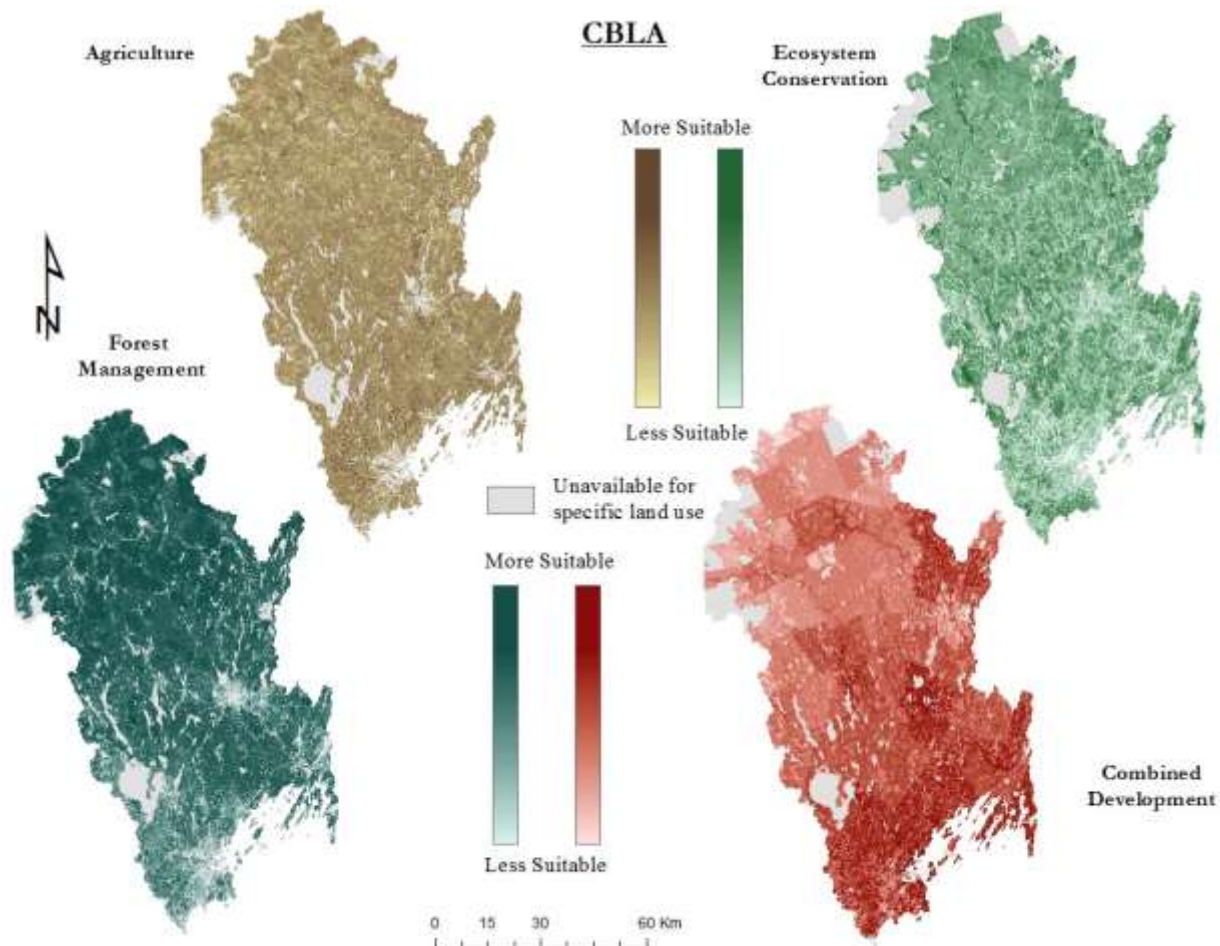 CBLA
Agriculture
Ecosystem
Conservation
More Suitable
Less Suitable
N
Forest
Management
Unavailable for
specific land use
More Suitable
Less Suitable
Combined
Development
0 15 30 60 Km